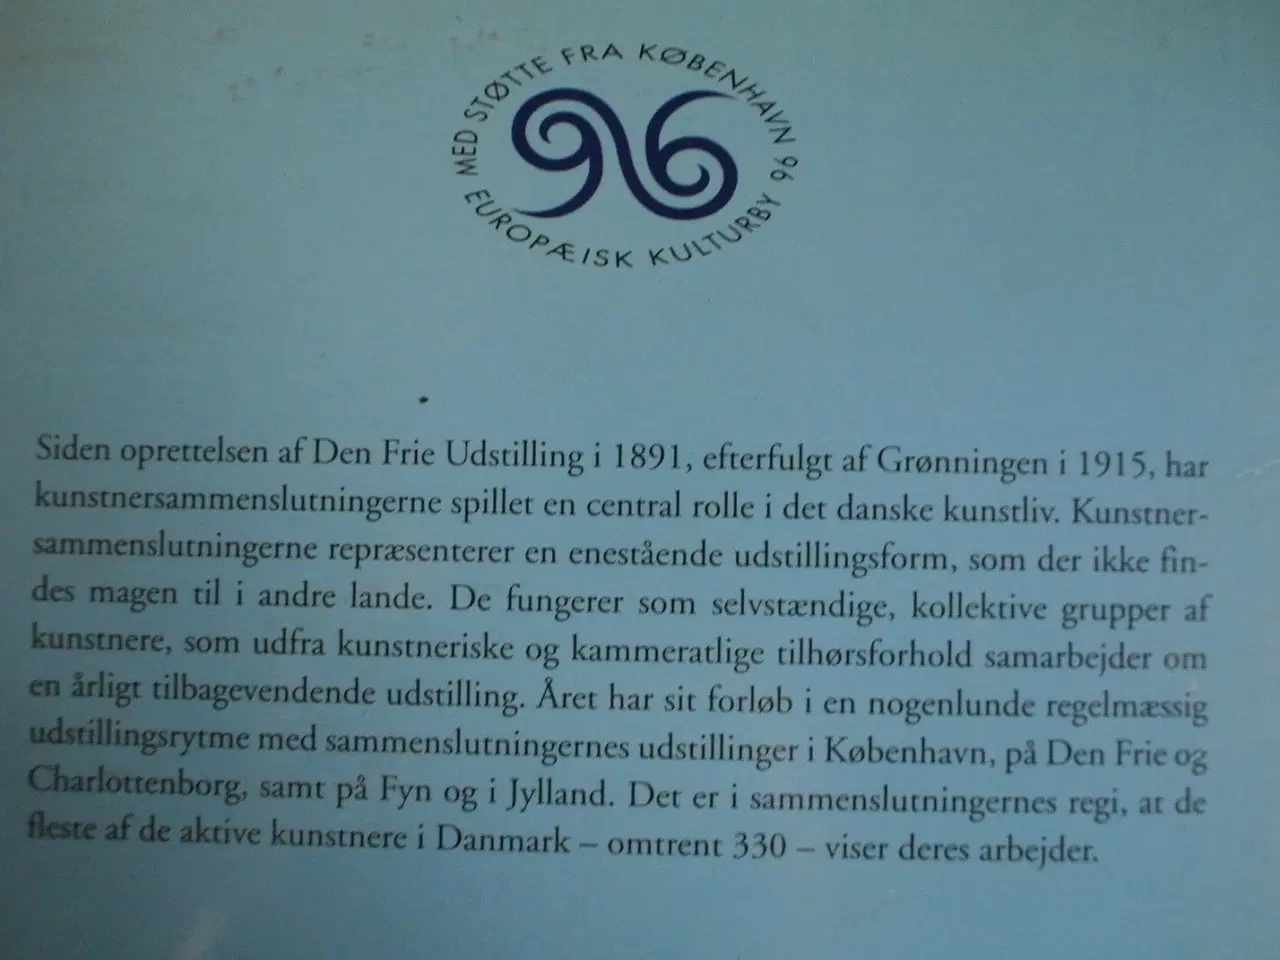 MED STØTTE FRA KØBENHAVN 96
96
EUROPÆISK KULTURBY
Siden oprettelsen af Den Frie Udstilling i 1891, efterfulgt af Grønningen i 1915, har
kunstnersammenslutningerne spillet en central rolle i det danske kunstliv. Kunstner-
sammenslutningerne repræsenterer en enestående udstillingsform, som der ikke fin-
des magen til i andre lande. De fungerer som selvstændige, kollektive grupper af
kunstnere, som udfra kunstneriske og kammeratlige tilhørsforhold samarbejder om
en årligt tilbagevendende udstilling. Året har sit forløb i en nogenlunde regelmæssig
udstillingsrytme med sammenslutningernes udstillinger i København, på Den Frie og
Charlottenborg, samt på Fyn og i Jylland. Det er i sammenslutningernes regi, at de
fleste af de aktive kunstnere i Danmark – omtrent 330 – viser deres arbejder.